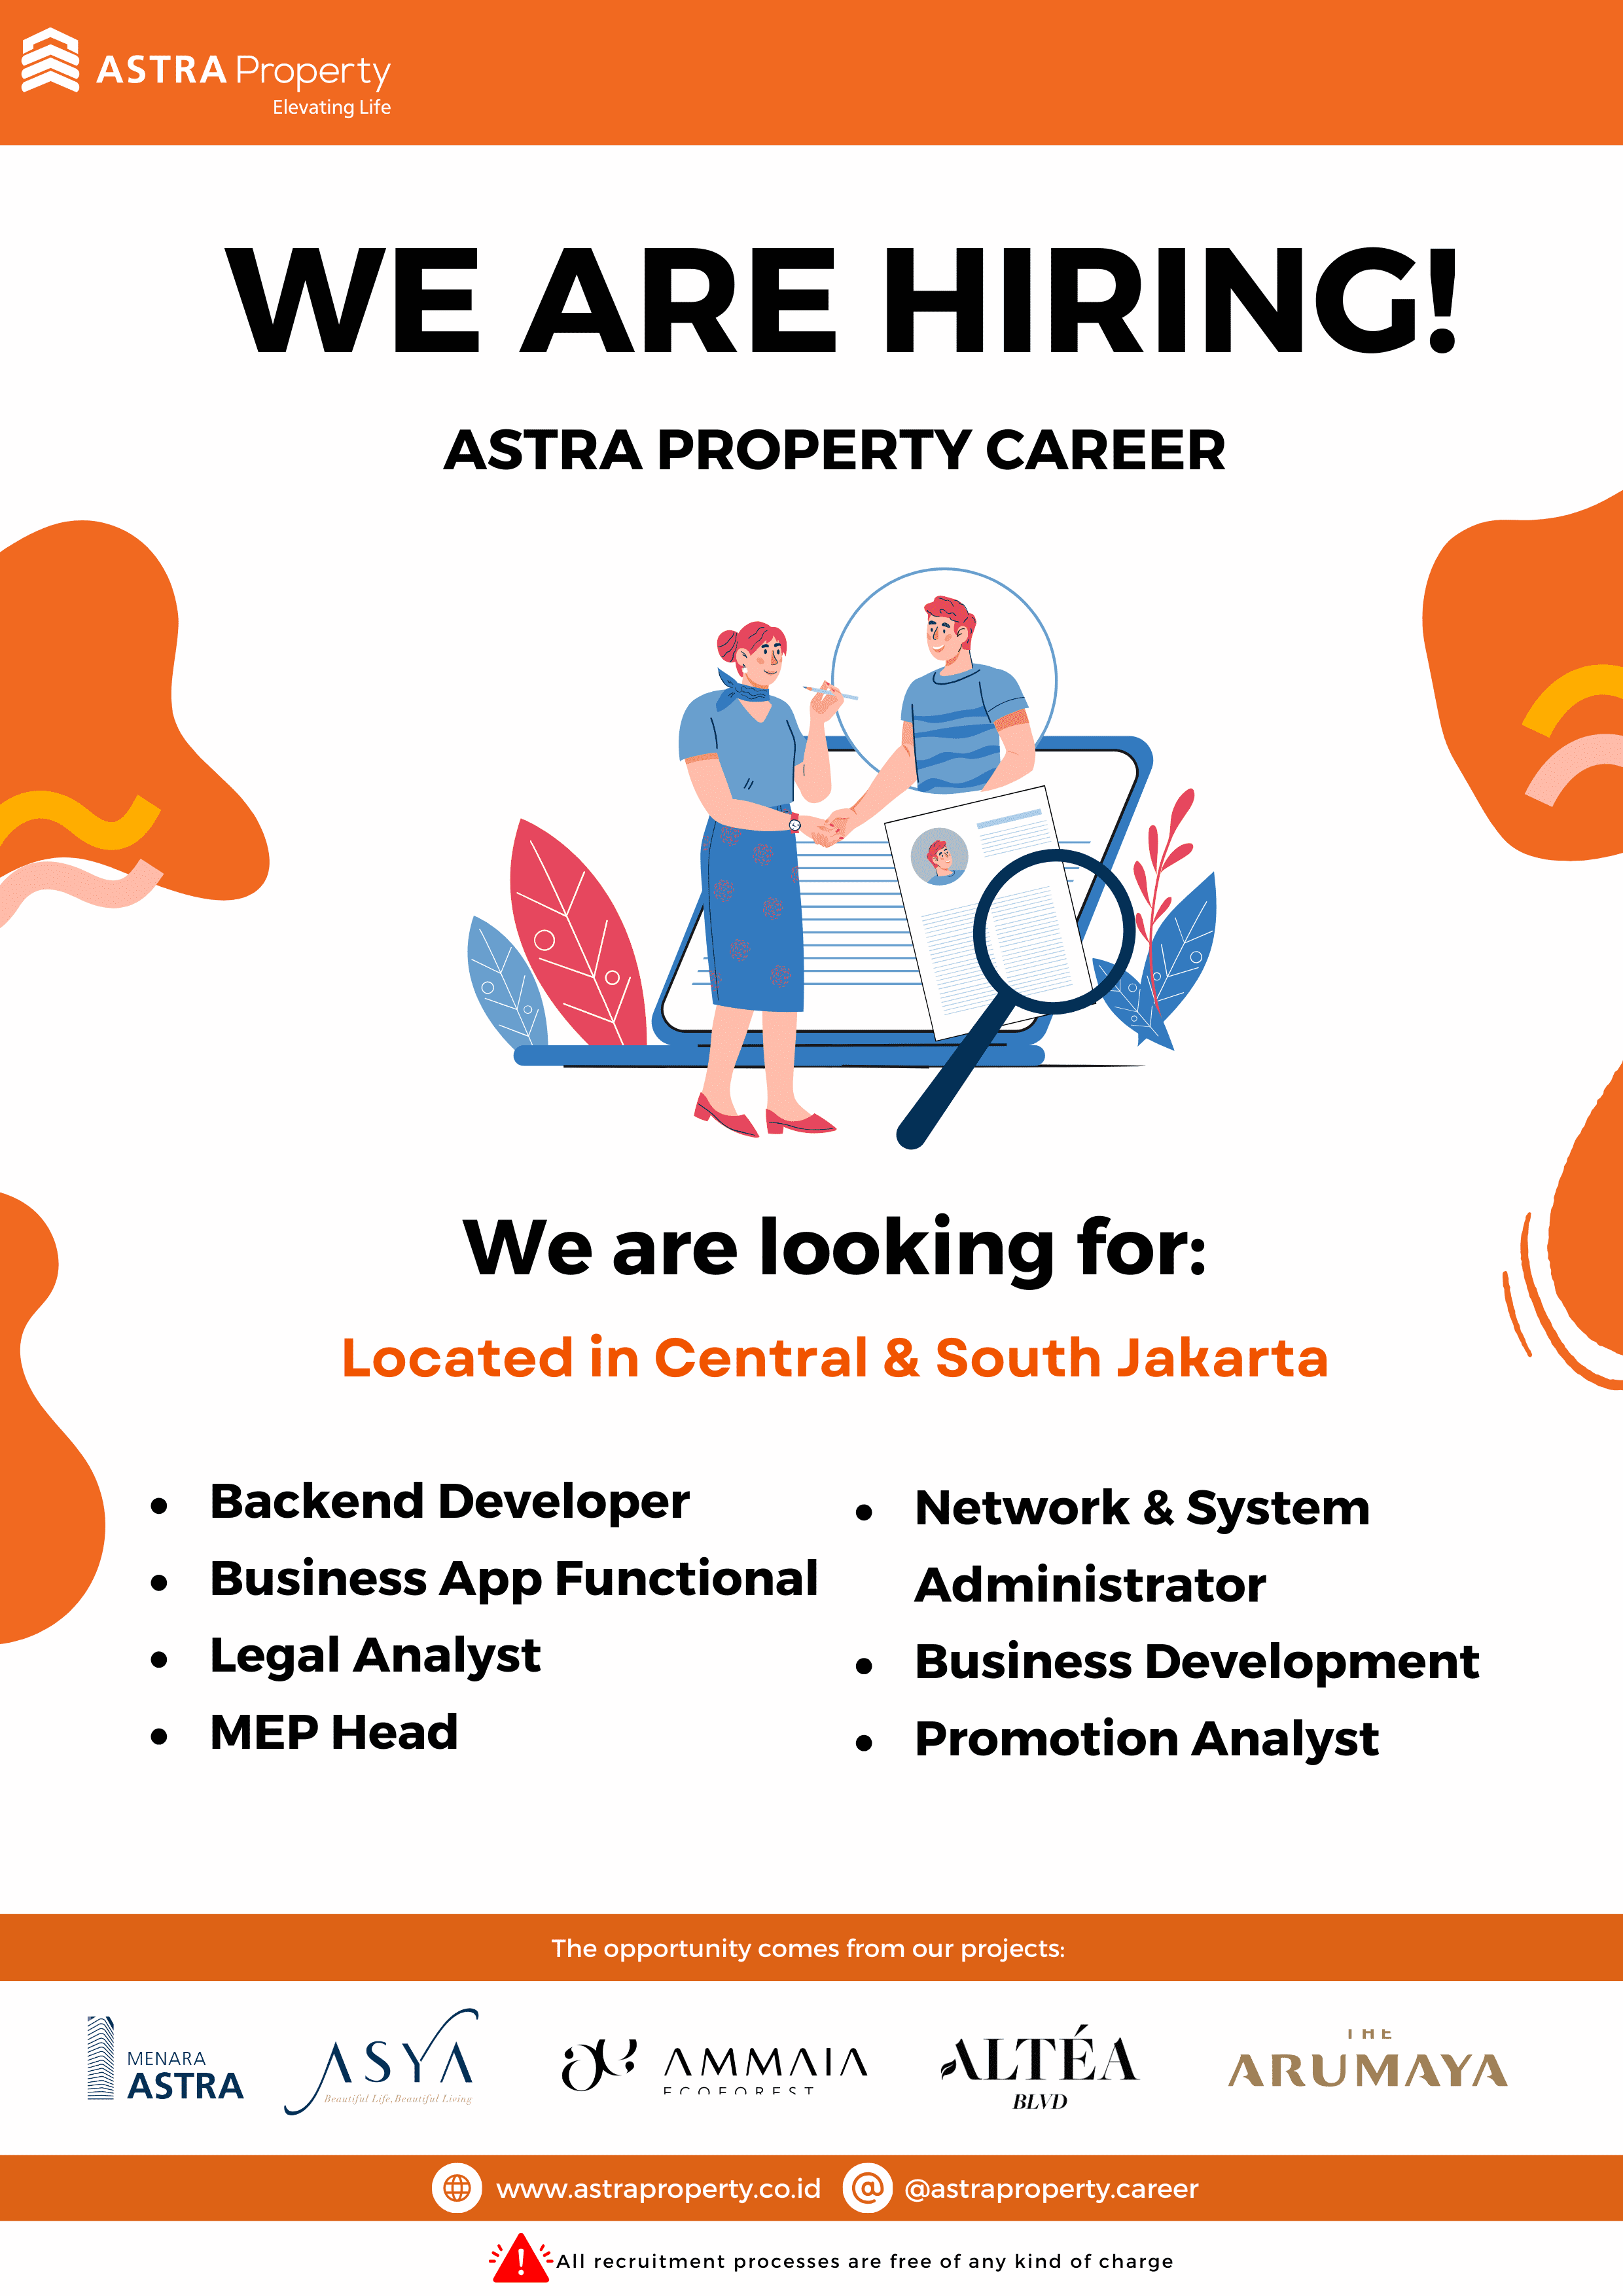 ASTRA Property
Elevating Life
WE ARE HIRING!
ASTRA PROPERTY CAREER
We are looking for:
Located in Central & South Jakarta
• Backend Developer
• Business App Functional
• Legal Analyst
• MEP Head
• Network & System
Administrator
• Business Development
• Promotion Analyst
The opportunity comes from our projects:
MENARA
ASTRA
ASYA
Beautiful Life, Beautiful Living
AMMAIA
ECOFOREST
ALTÉA
BLVD
THE
ARUMAYA
www.astraproperty.co.id @astraproperty.career
All recruitment processes are free of any kind of charge